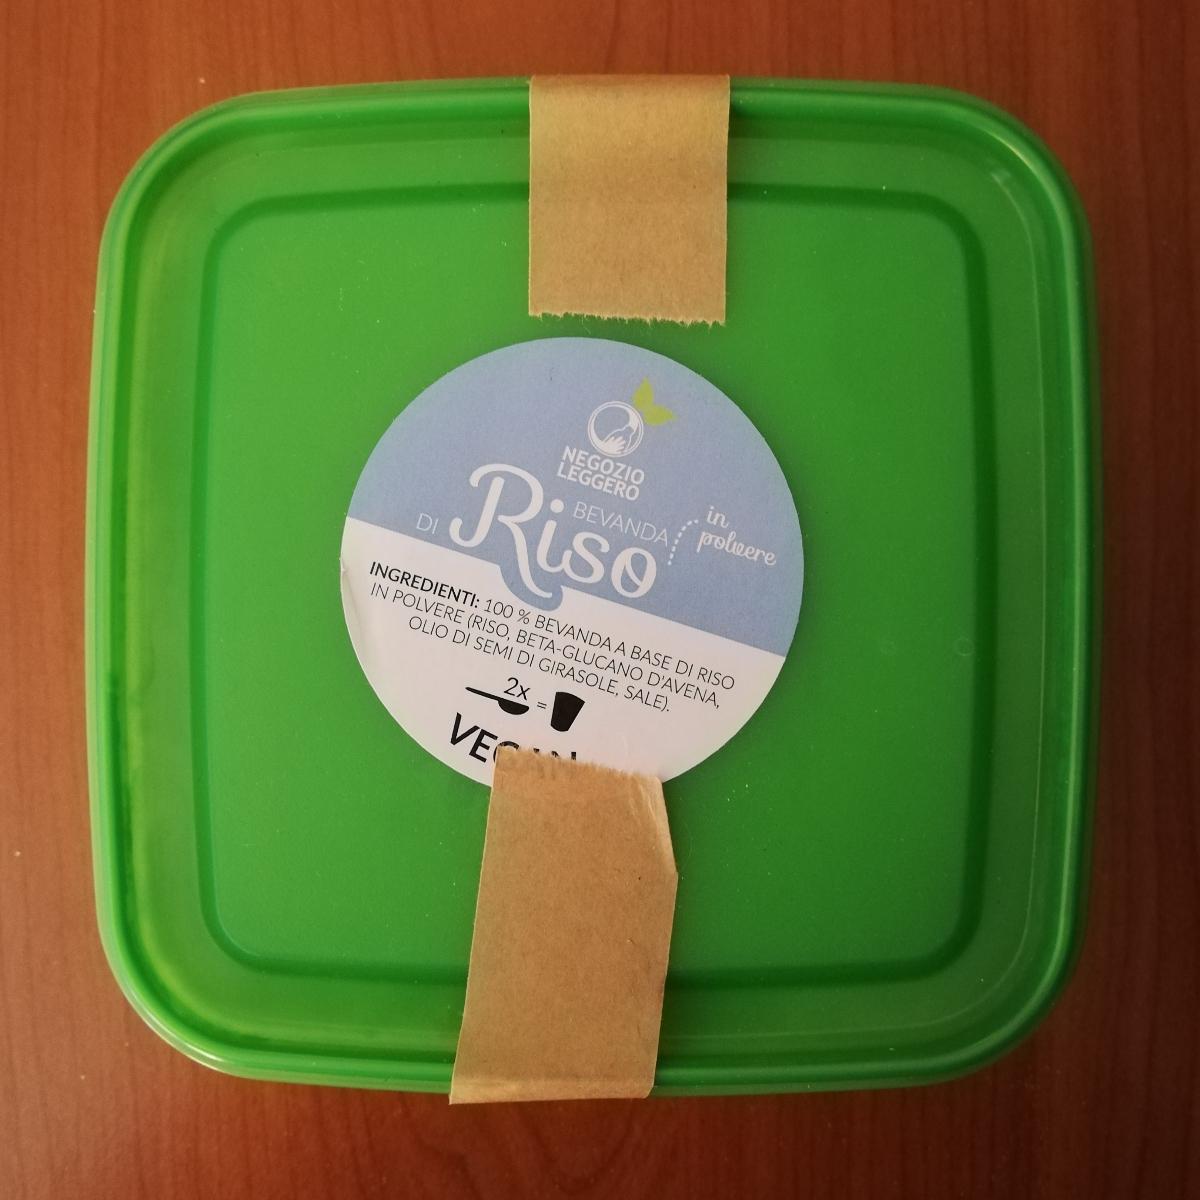 NEGOZIO
LEGGERO
BEVANDA
DI Riso
in
polvere
INGREDIENTI: 100 % BEVANDA A BASE DI RISO
IN POLVERE (RISO, BETA-GLUCANO D'AVENA,
OLIO DI SEMI DI GIRASOLE, SALE).
2x =
VEGAN